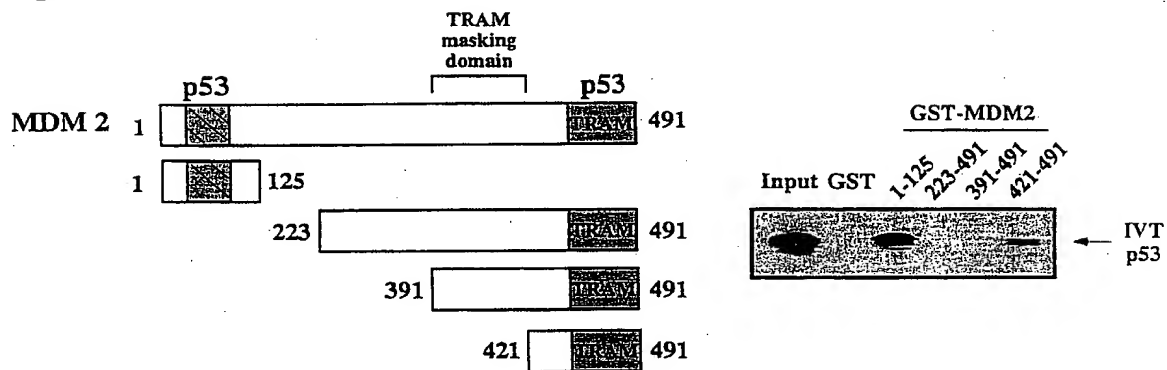 TRAM
masking
domain
p53 p53
MDM 2 1 TRAM 491
1 125
223 TRAM 491
391 TRAM 491
421 TRAM 491
GST-MDM2
Input GST 1-125 223-491 391-491 421-491
IVT
p53